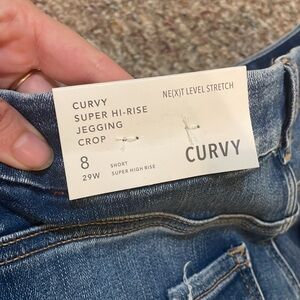 CURVY
SUPER HI-RISE
JEGGING
CROP
NE(X)T LEVEL STRETCH
8
29W
SHORT
SUPER HIGH RISE
CURVY